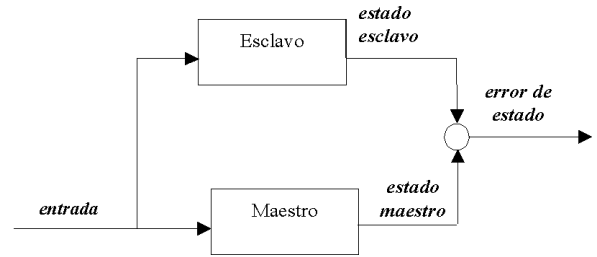 estado
esclavo
Esclavo
error de
estado
entrada
Maestro
estado
maestro